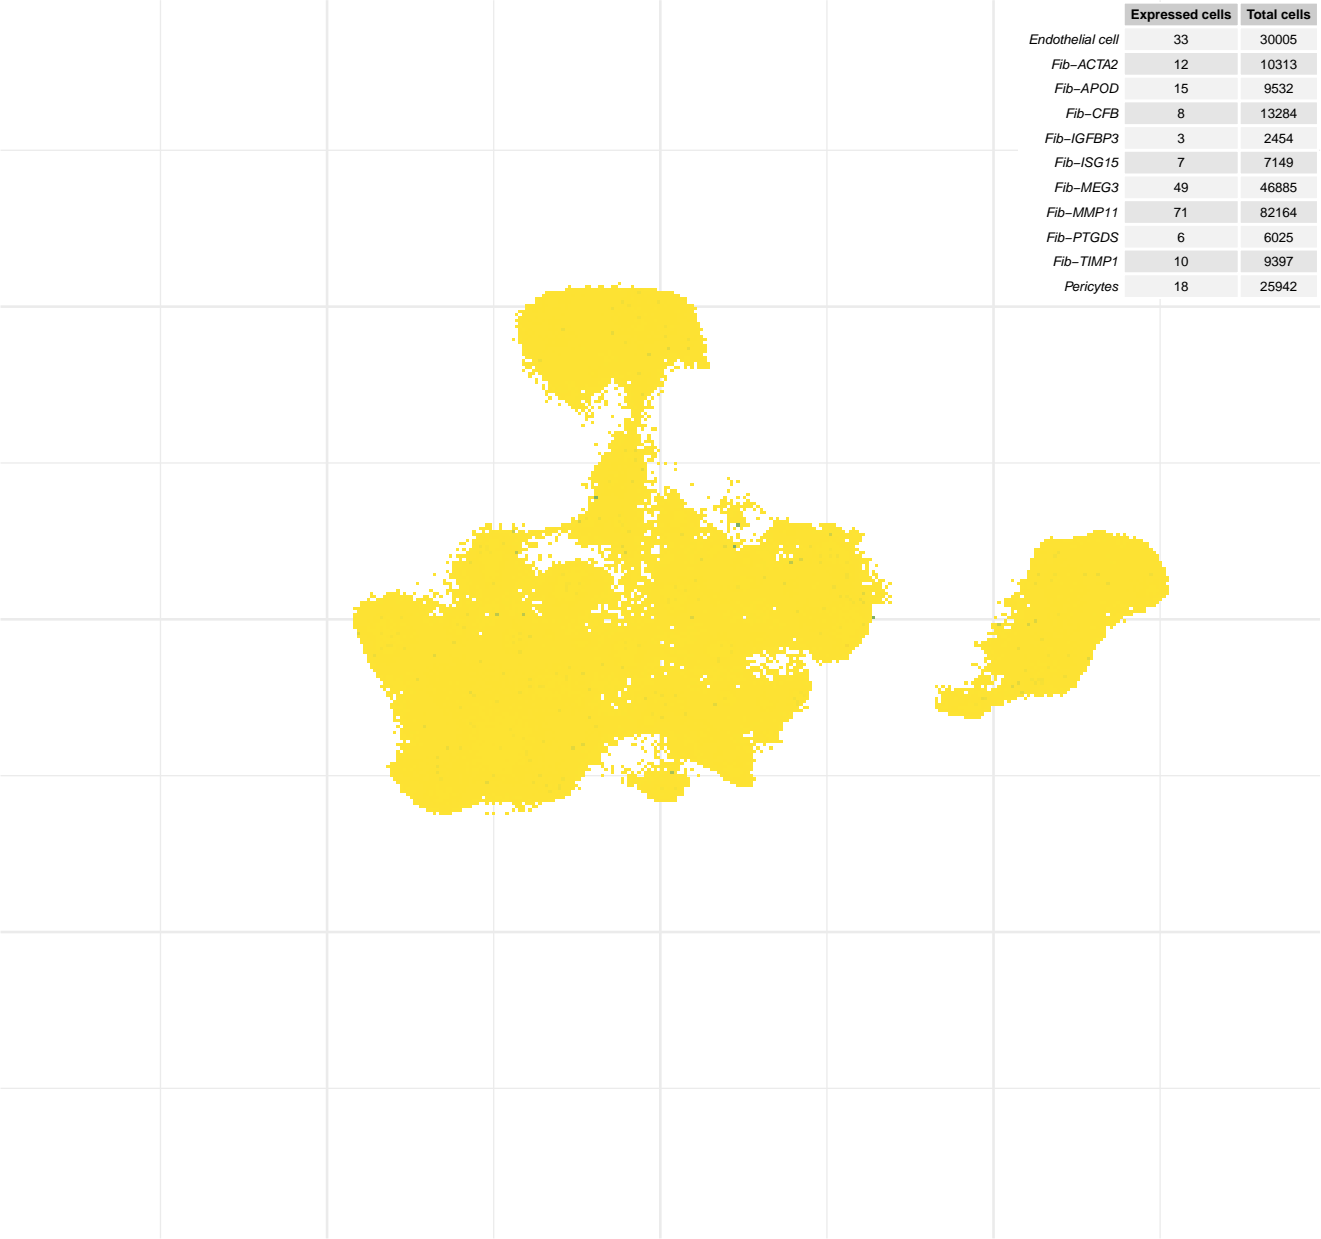 Expressed cells Total cells
Endothelial cell 33 30005
Fib−ACTA2 12 10313
Fib−APOD 15 9532
Fib−CFB 8 13284
Fib−IGFBP3 3 2454
Fib−ISG15 7 7149
Fib−MEG3 49 46885
Fib−MMP11 71 82164
Fib−PTGDS 6 6025
Fib−TIMP1 10 9397
Pericytes 18 25942